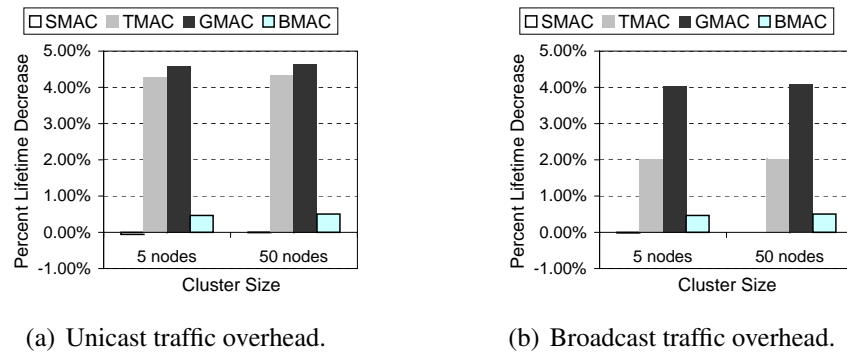 SMAC TMAC GMAC BMAC
5.00%
4.00%
3.00%
2.00%
1.00%
0.00%
-1.00%
Percent Lifetime Decrease
5 nodes 50 nodes
Cluster Size
(a) Unicast traffic overhead.
SMAC TMAC GMAC BMAC
5.00%
4.00%
3.00%
2.00%
1.00%
0.00%
-1.00%
Percent Lifetime Decrease
5 nodes 50 nodes
Cluster Size
(b) Broadcast traffic overhead.